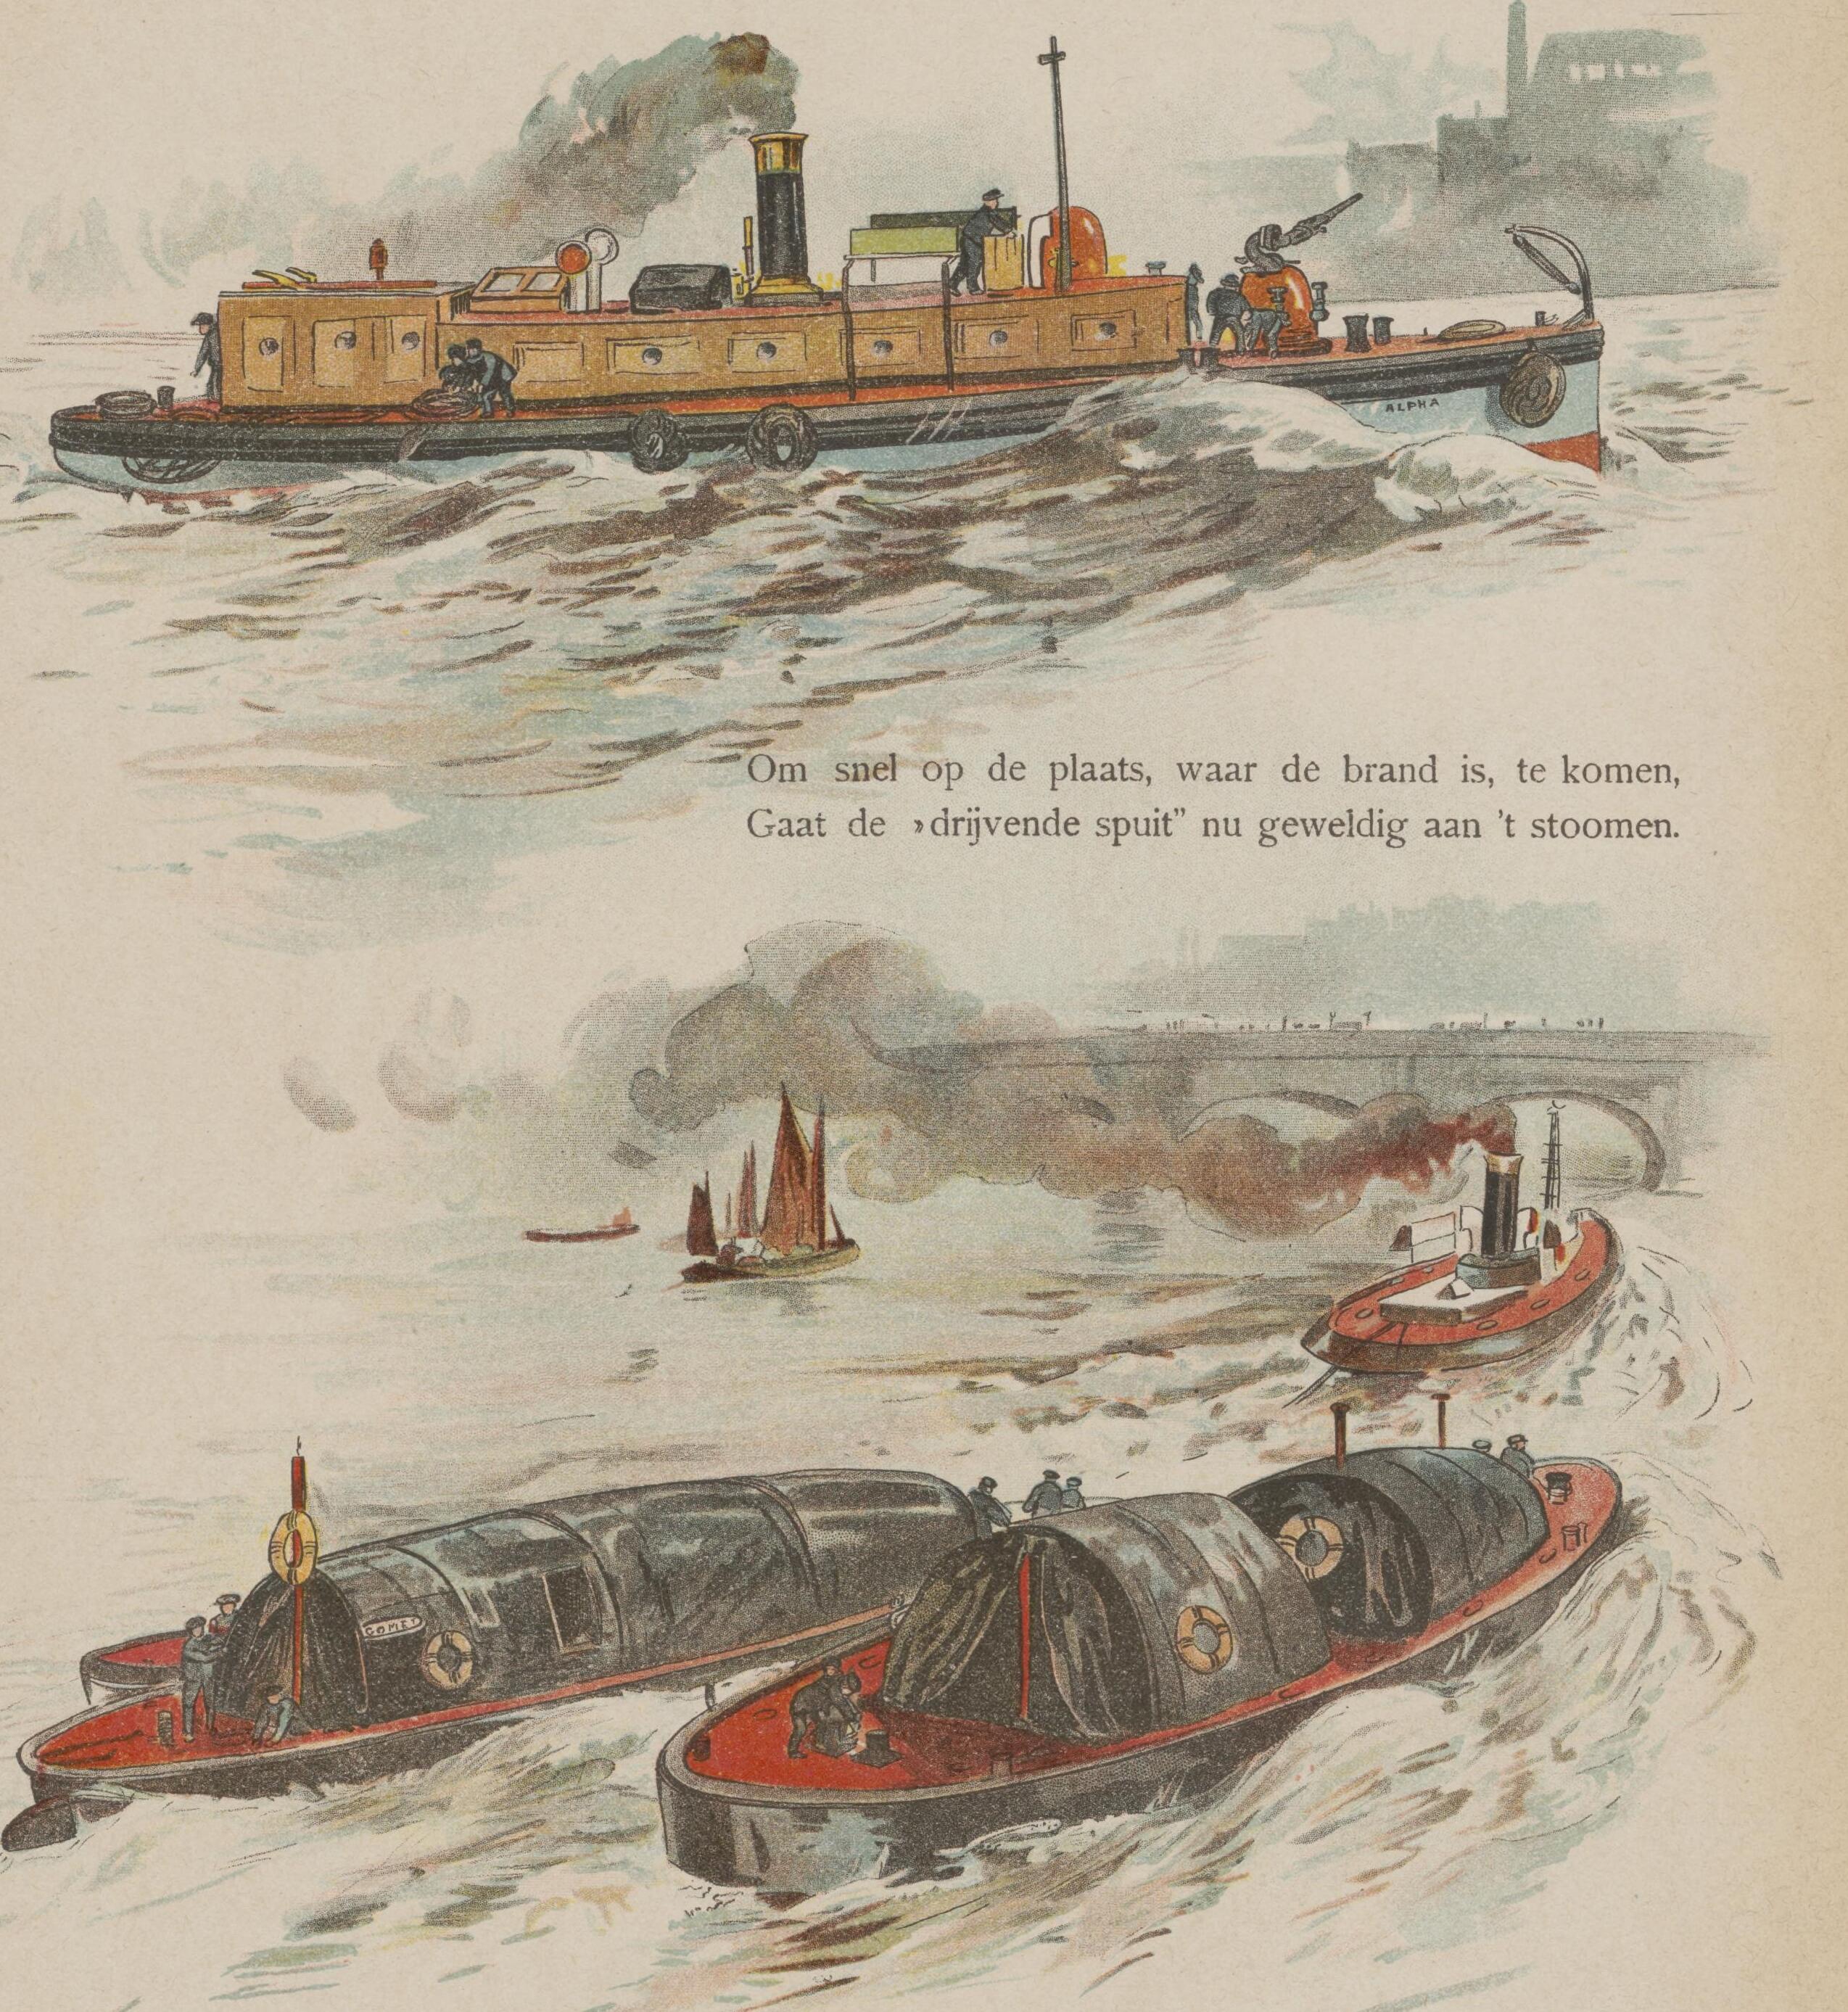 ALPHA
Om snel op de plaats, waar de brand is, te komen,
Gaat de »drijvende spuit” nu geweldig aan 't stoomen.
COMET